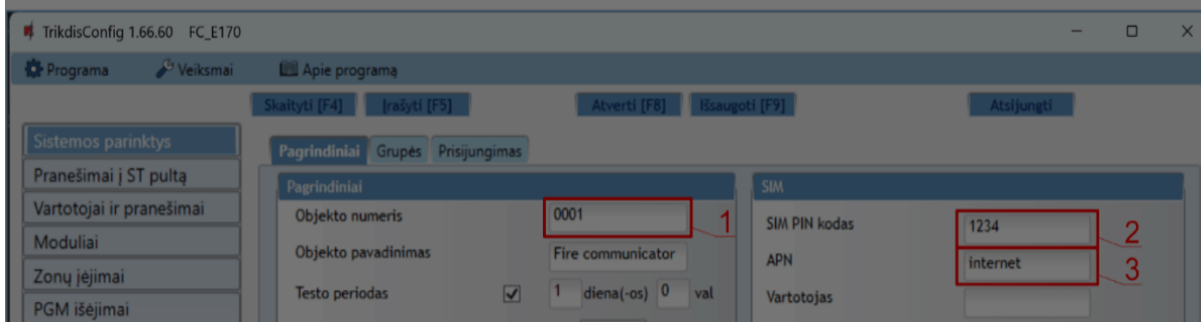 TrikdisConfig 1.66.60 FC_E170
Programa Veiksmai Apie programą
Skaityti [F4] Įrašyti [F5] Atverti [F8] Išsaugoti [F9] Atsijungti
Sistemos parinktys
Pranešimai į ST pultą
Vartotojai ir pranešimai
Moduliai
Zonų įėjimai
PGM išėjimai
Pagrindiniai Grupės Prisijungimas
Pagrindiniai
Objekto numeris 0001 1
Objekto pavadinimas Fire communicator
Testo periodas 1 diena(-os) 0 val
SIM
SIM PIN kodas 1234 2
APN internet 3
Vartotojas